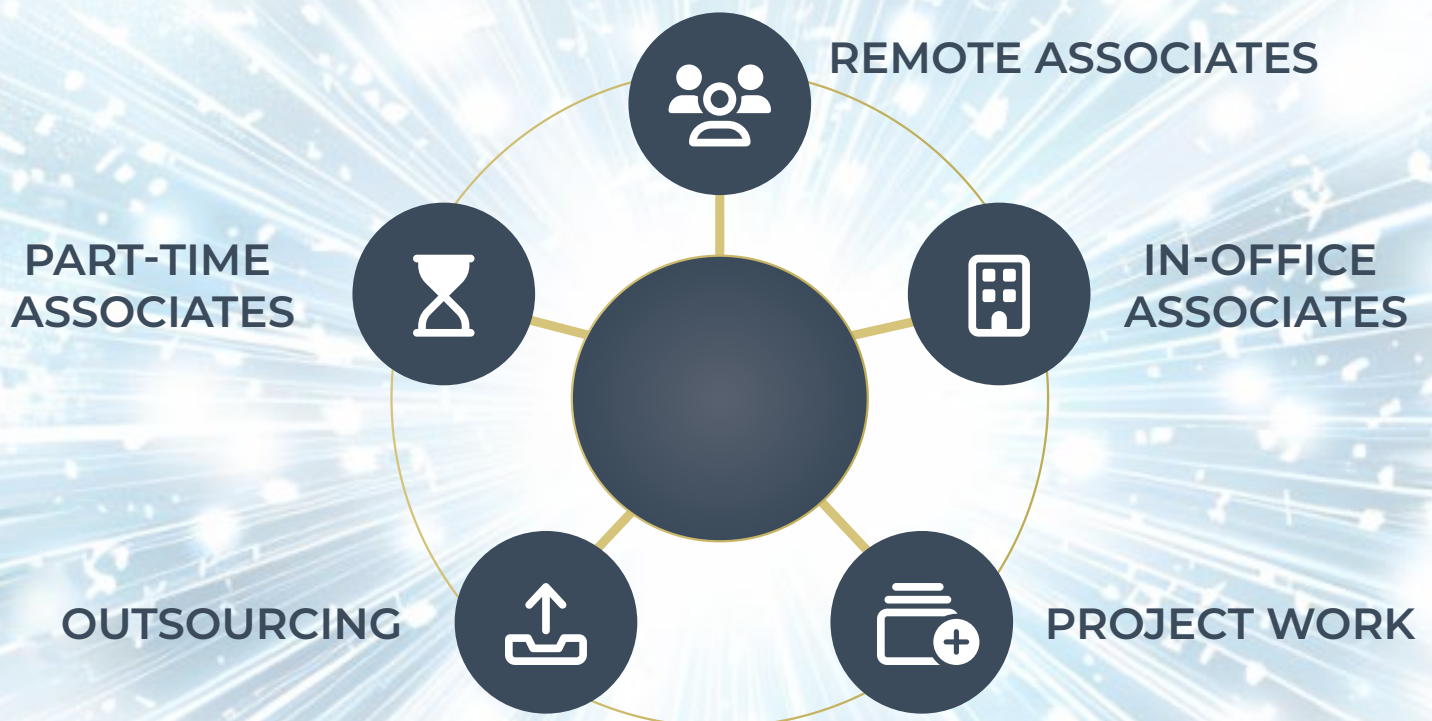 REMOTE ASSOCIATES
PART-TIME
ASSOCIATES
IN-OFFICE
ASSOCIATES
OUTSOURCING
PROJECT WORK